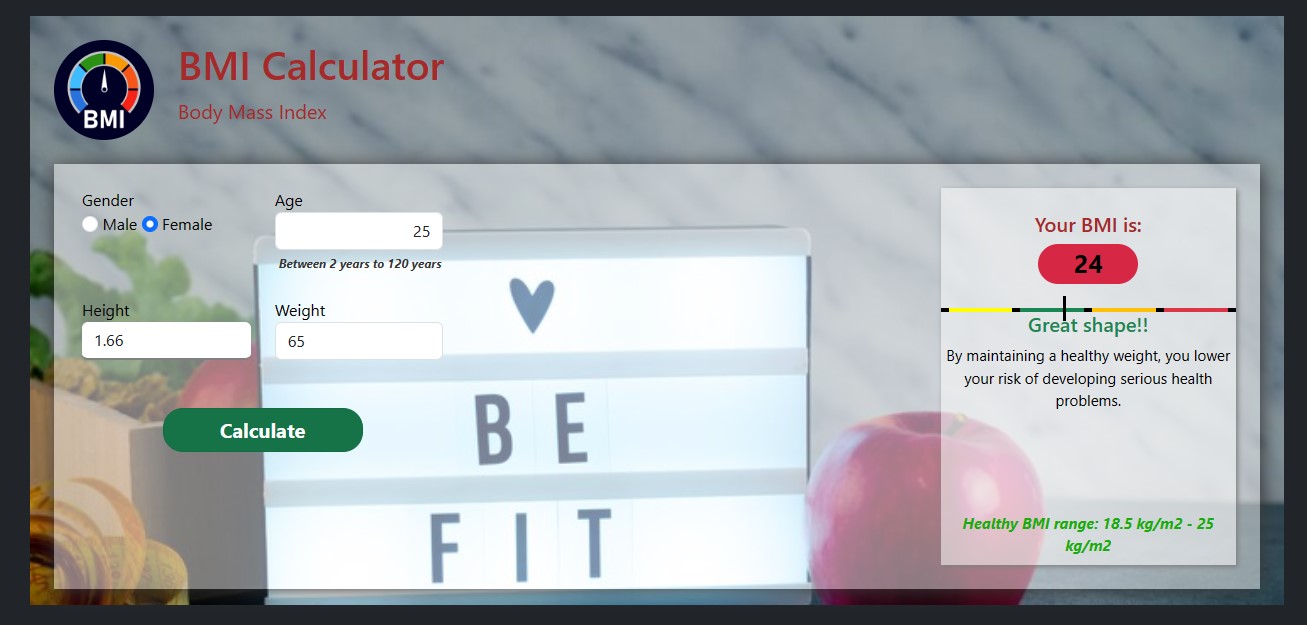 BMI
BMI Calculator
Body Mass Index
Gender
Male Female
Age
25
Between 2 years to 120 years
Height
1.66
Weight
65
Calculate
BE
FIT
Your BMI is:
24
Great shape!!
By maintaining a healthy weight, you lower
your risk of developing serious health
problems.
Healthy BMI range: 18.5 kg/m2 - 25
kg/m2